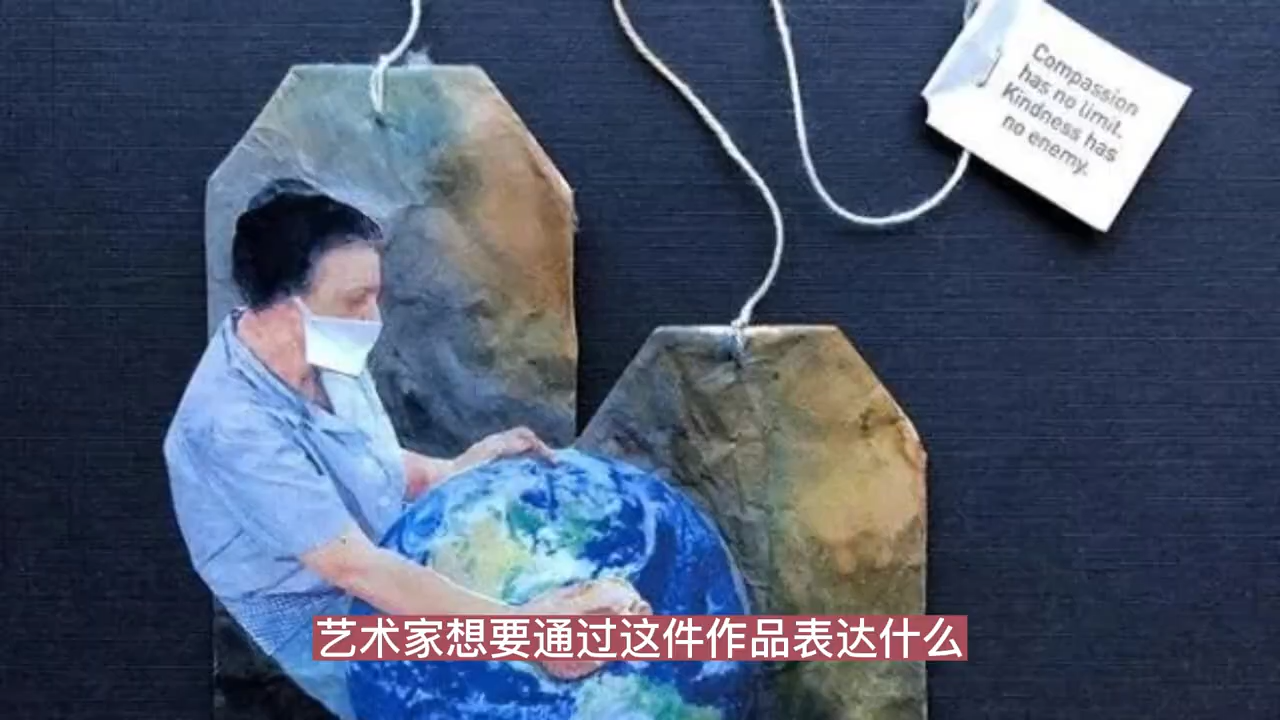 Compassion
has no limit.
Kindness has
no enemy.
艺术家想要通过这件作品表达什么